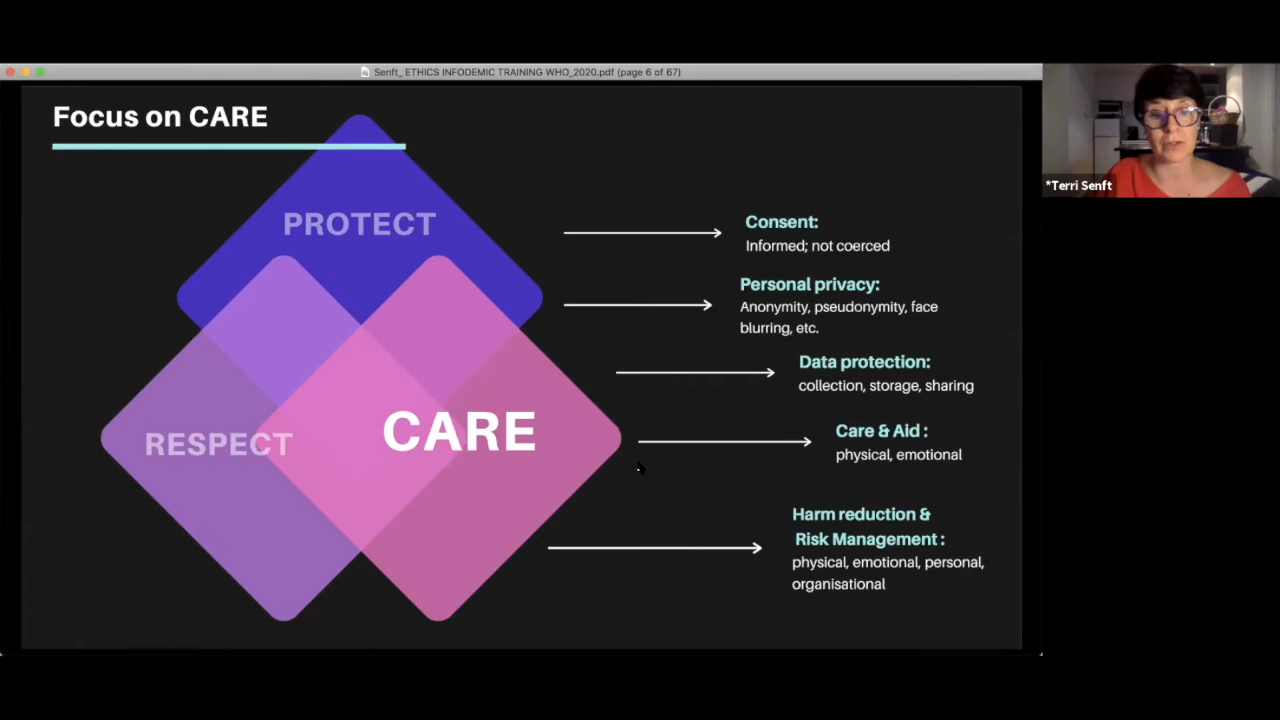 Senft_ ETHICS INFODEMIC TRAINING WHO_2020.pdf (page 6 of 67)
Focus on CARE
PROTECT
RESPECT
CARE
Consent:
Informed; not coerced
Personal privacy:
Anonymity, pseudonymity, face
blurring, etc.
Data protection:
collection, storage, sharing
Care & Aid :
physical, emotional
Harm reduction &
Risk Management :
physical, emotional, personal,
organisational
*Terri Senft